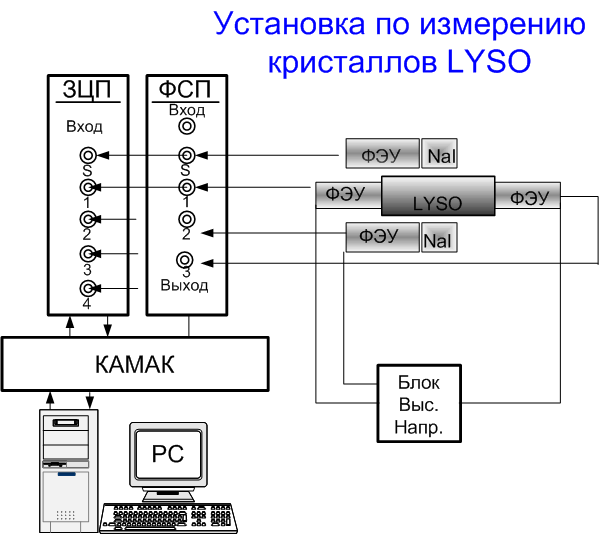 Установка по измерению
кристаллов LYSO
ЗЦП
ФСП
Вход
Вход
S
1
2
3
4
S
1
2
3
Выход
ФЭУ
NaI
ФЭУ
LYSO
ФЭУ
ФЭУ
NaI
КАМАК
Блок
Выс.
Напр.
PC